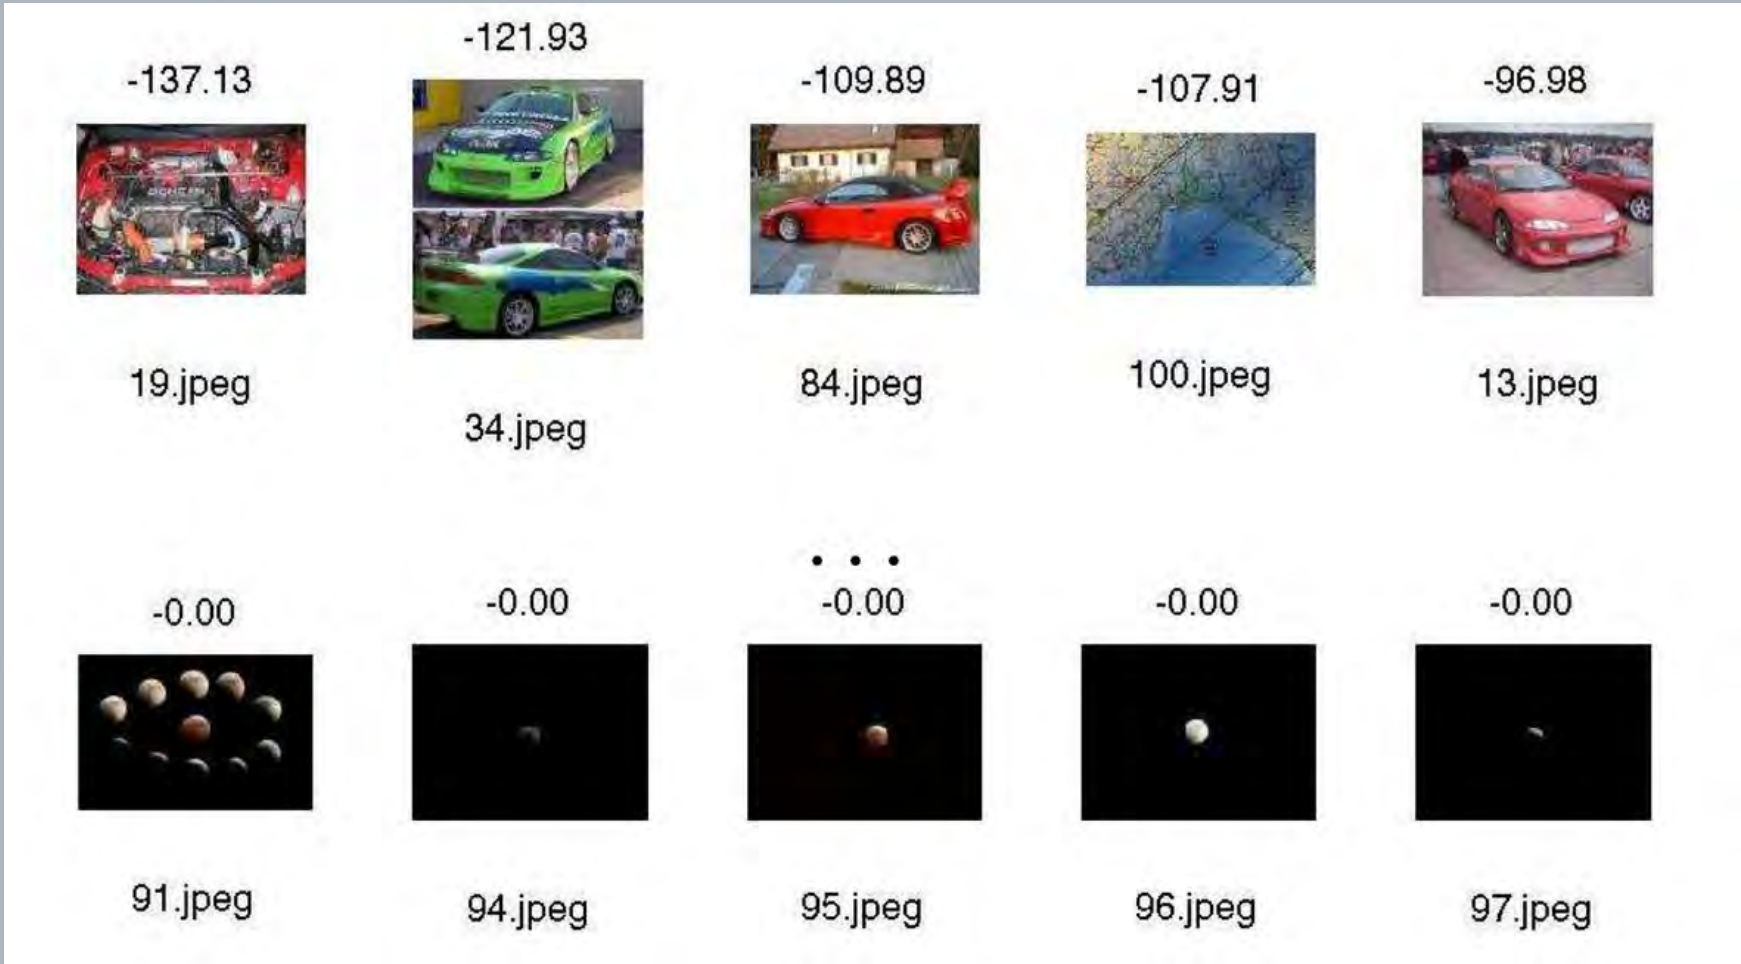 -137.13
-121.93
-109.89
-107.91
-96.98
19.jpeg
34.jpeg
84.jpeg
100.jpeg
13.jpeg
. . .
-0.00
-0.00
-0.00
-0.00
-0.00
91.jpeg
94.jpeg
95.jpeg
96.jpeg
97.jpeg